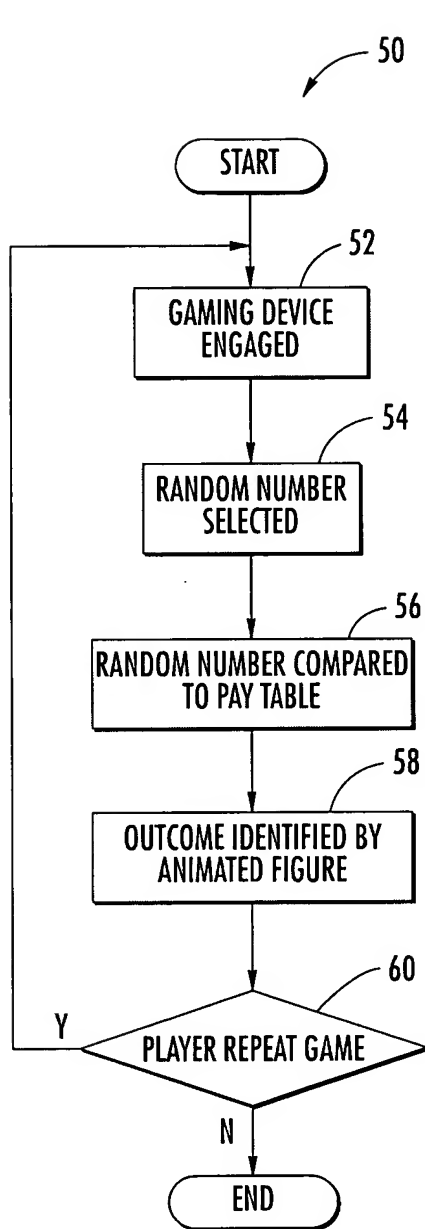 50
START
52
GAMING DEVICE
ENGAGED
54
RANDOM NUMBER
SELECTED
56
RANDOM NUMBER COMPARED
TO PAY TABLE
58
OUTCOME IDENTIFIED BY
ANIMATED FIGURE
60
Y
PLAYER REPEAT GAME
N
END